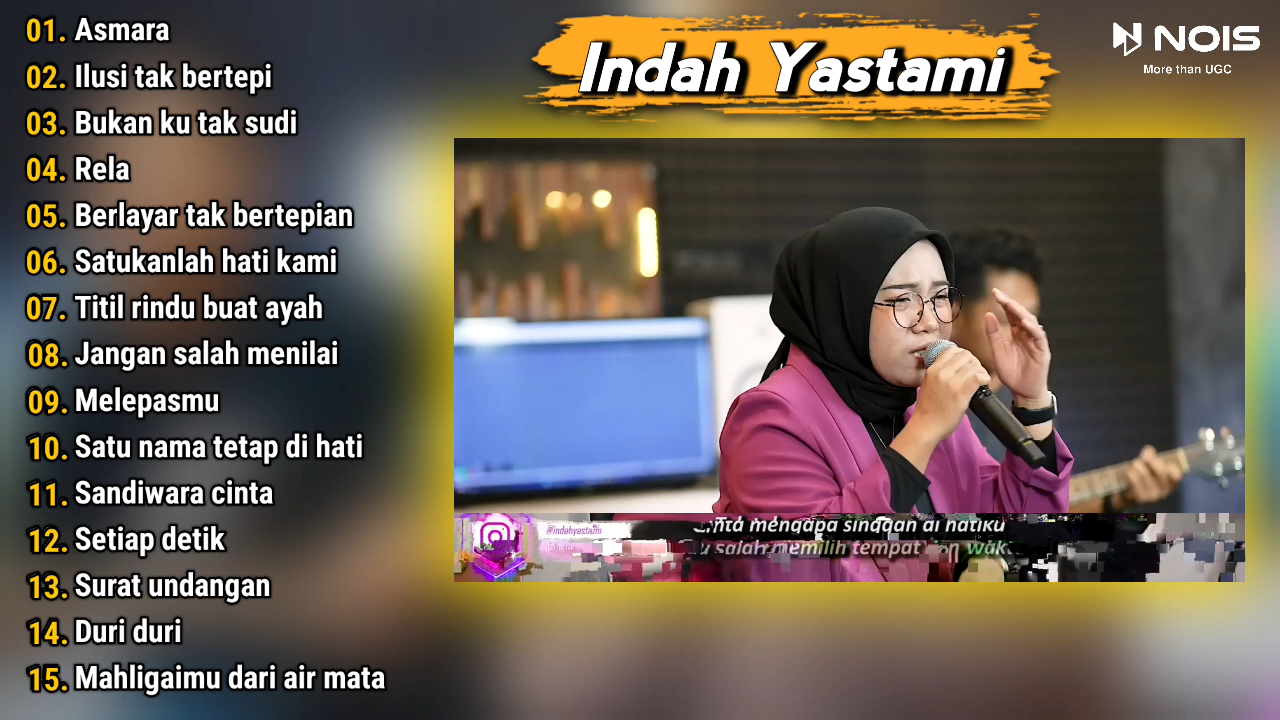 01. Asmara
02. Ilusi tak bertepi
03. Bukan ku tak sudi
04. Rela
05. Berlayar tak bertepian
06. Satukanlah hati kami
07. Titil rindu buat ayah
08. Jangan salah menilai
09. Melepasmu
10. Satu nama tetap di hati
11. Sandiwara cinta
12. Setiap detik
13. Surat undangan
14. Duri duri
15. Mahligaimu dari air mata
Indah Yastami
NOIS
More than UGC
@indahyastami
mengapa singgah di hatiku
salah memilih tempat